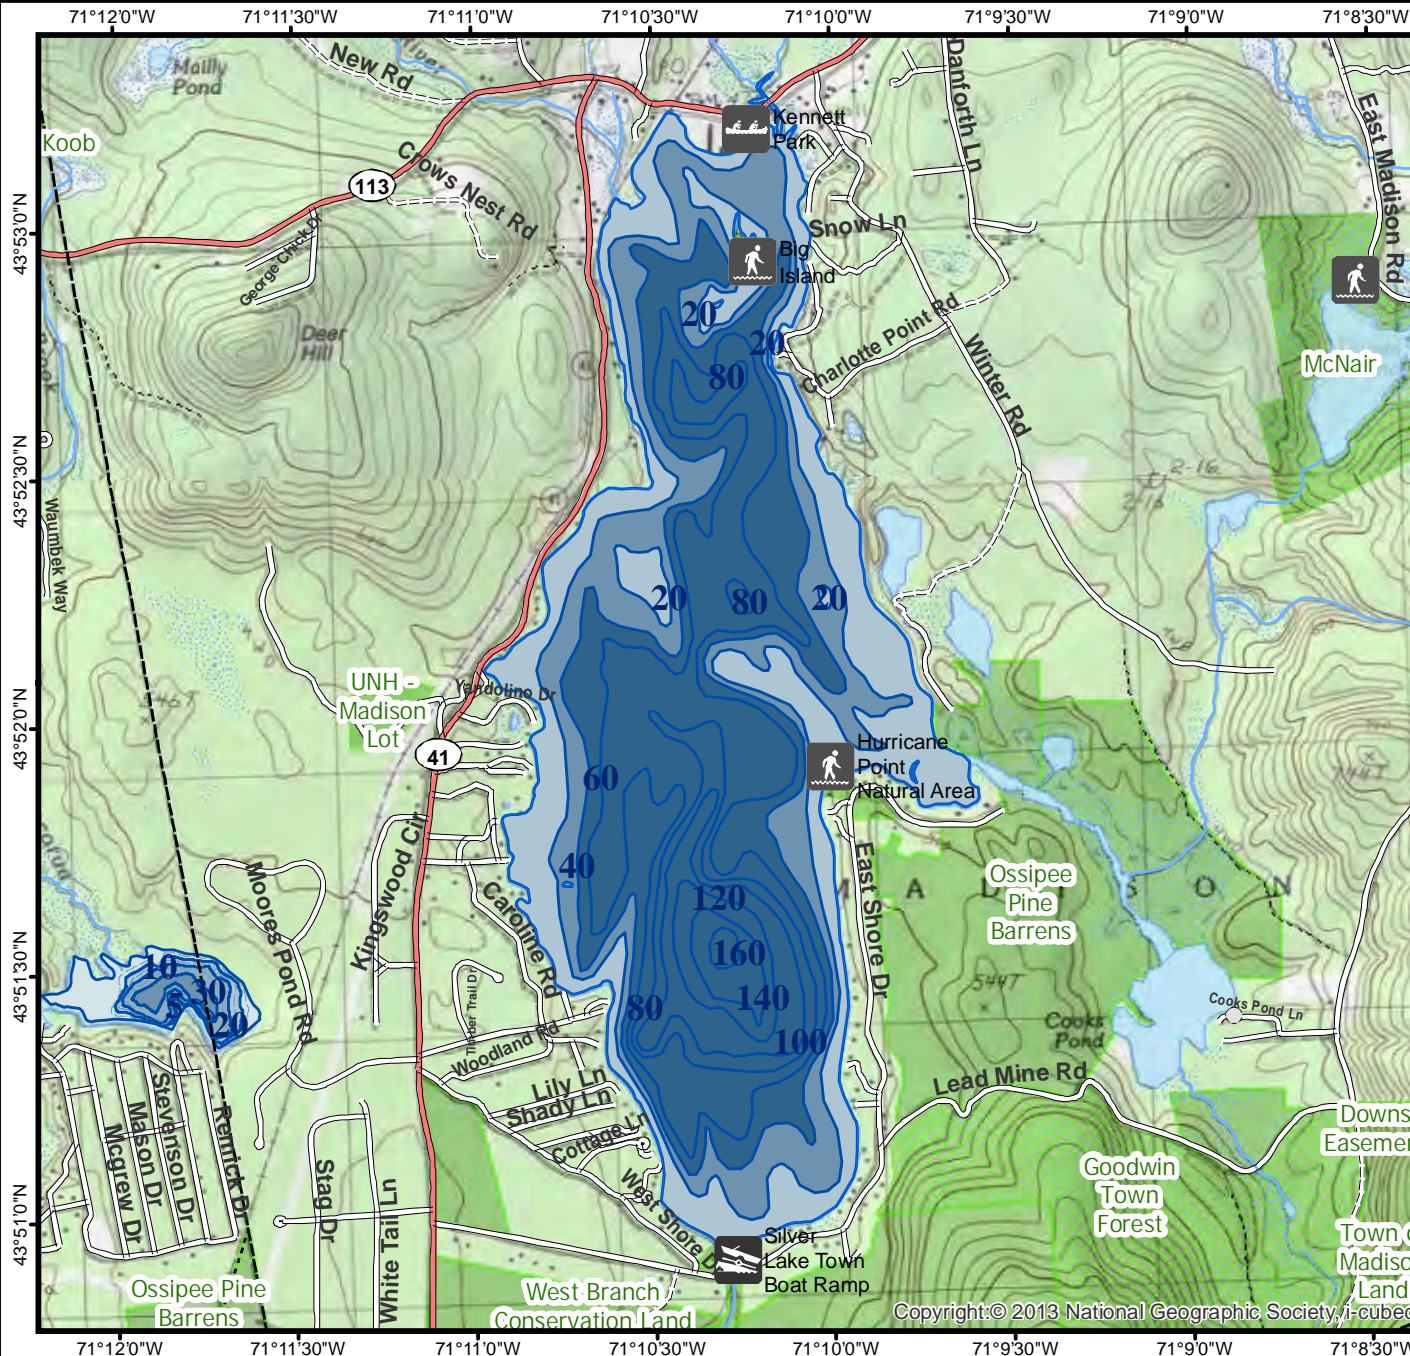 71°12'0"W
71°11'30"W
71°11'0"W
71°10'30"W
71°10'0"W
71°9'30"W
71°9'0"W
71°8'30"W
43°53'0"N
43°52'30"N
43°52'0"N
43°51'30"N
43°51'0"N
Mailly
Pond
New Rd
Danforth Ln
East Madison Rd
Koob
Kennett
Park
Crows Nest Rd
113
George Chick Dr
Snow Ln
Big
Island
Deer
Hill
20
20
80
Charlotte Point Rd
Winter Rd
McNair
2-16
Waumbek Way
20
80
20
UNH -
Madison
Lot
Yandolino Dr
41
Hurricane
Point
Natural Area
60
40
Kingswood Cir
Moores Pond Rd
Caroline Rd
East Shore Dr
M A D I S O N
Ossipee
Pine
Barrens
120
160
140
100
80
544T
10
30
5
20
Timber Trail Dr
Woodland Rd
Lily Ln
Shady Ln
Cottage Ln
West Shore Dr
Cooks
Pond
Cooks Pond Ln
Lead Mine Rd
Stevenson Dr
Mason Dr
Mcgrew Dr
Remick Dr
Stag Dr
White Tail Ln
Goodwin
Town
Forest
Downs
Easemen
Town o
Madiso
Land
Silver
Lake Town
Boat Ramp
Ossipee Pine
Barrens
West Branch
Conservation Land
Copyright:© 2013 National Geographic Society, i-cubed
71°12'0"W
71°11'30"W
71°11'0"W
71°10'30"W
71°10'0"W
71°9'30"W
71°9'0"W
71°8'30"W